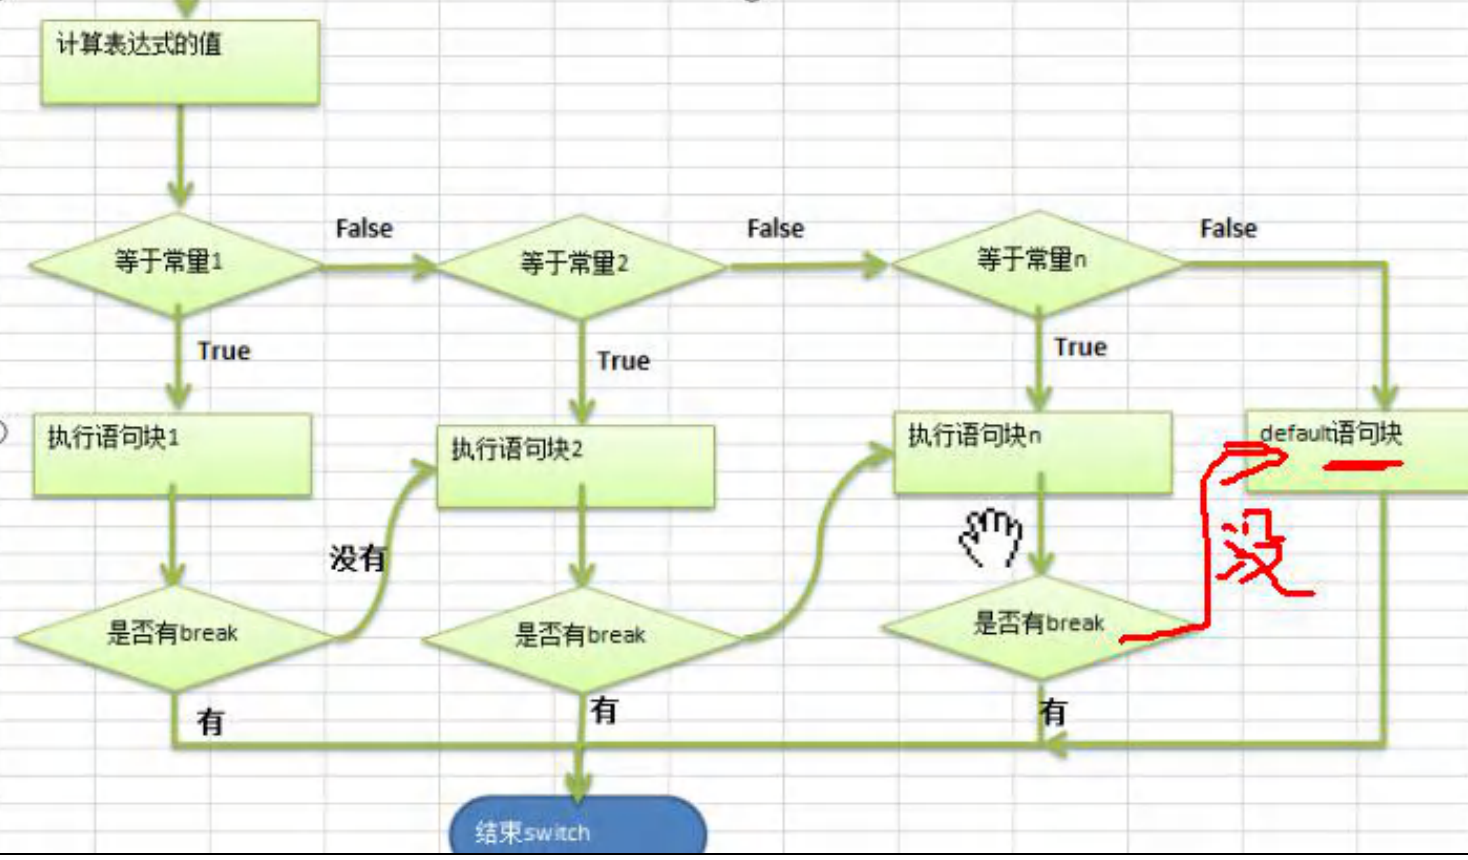 计算表达式的值
False
False
False
等于常量1
等于常量2
等于常量n
True
True
True
执行语句块1
执行语句块2
执行语句块n
default语句块
没有
没
是否有break
是否有break
是否有break
有
有
有
结束switch